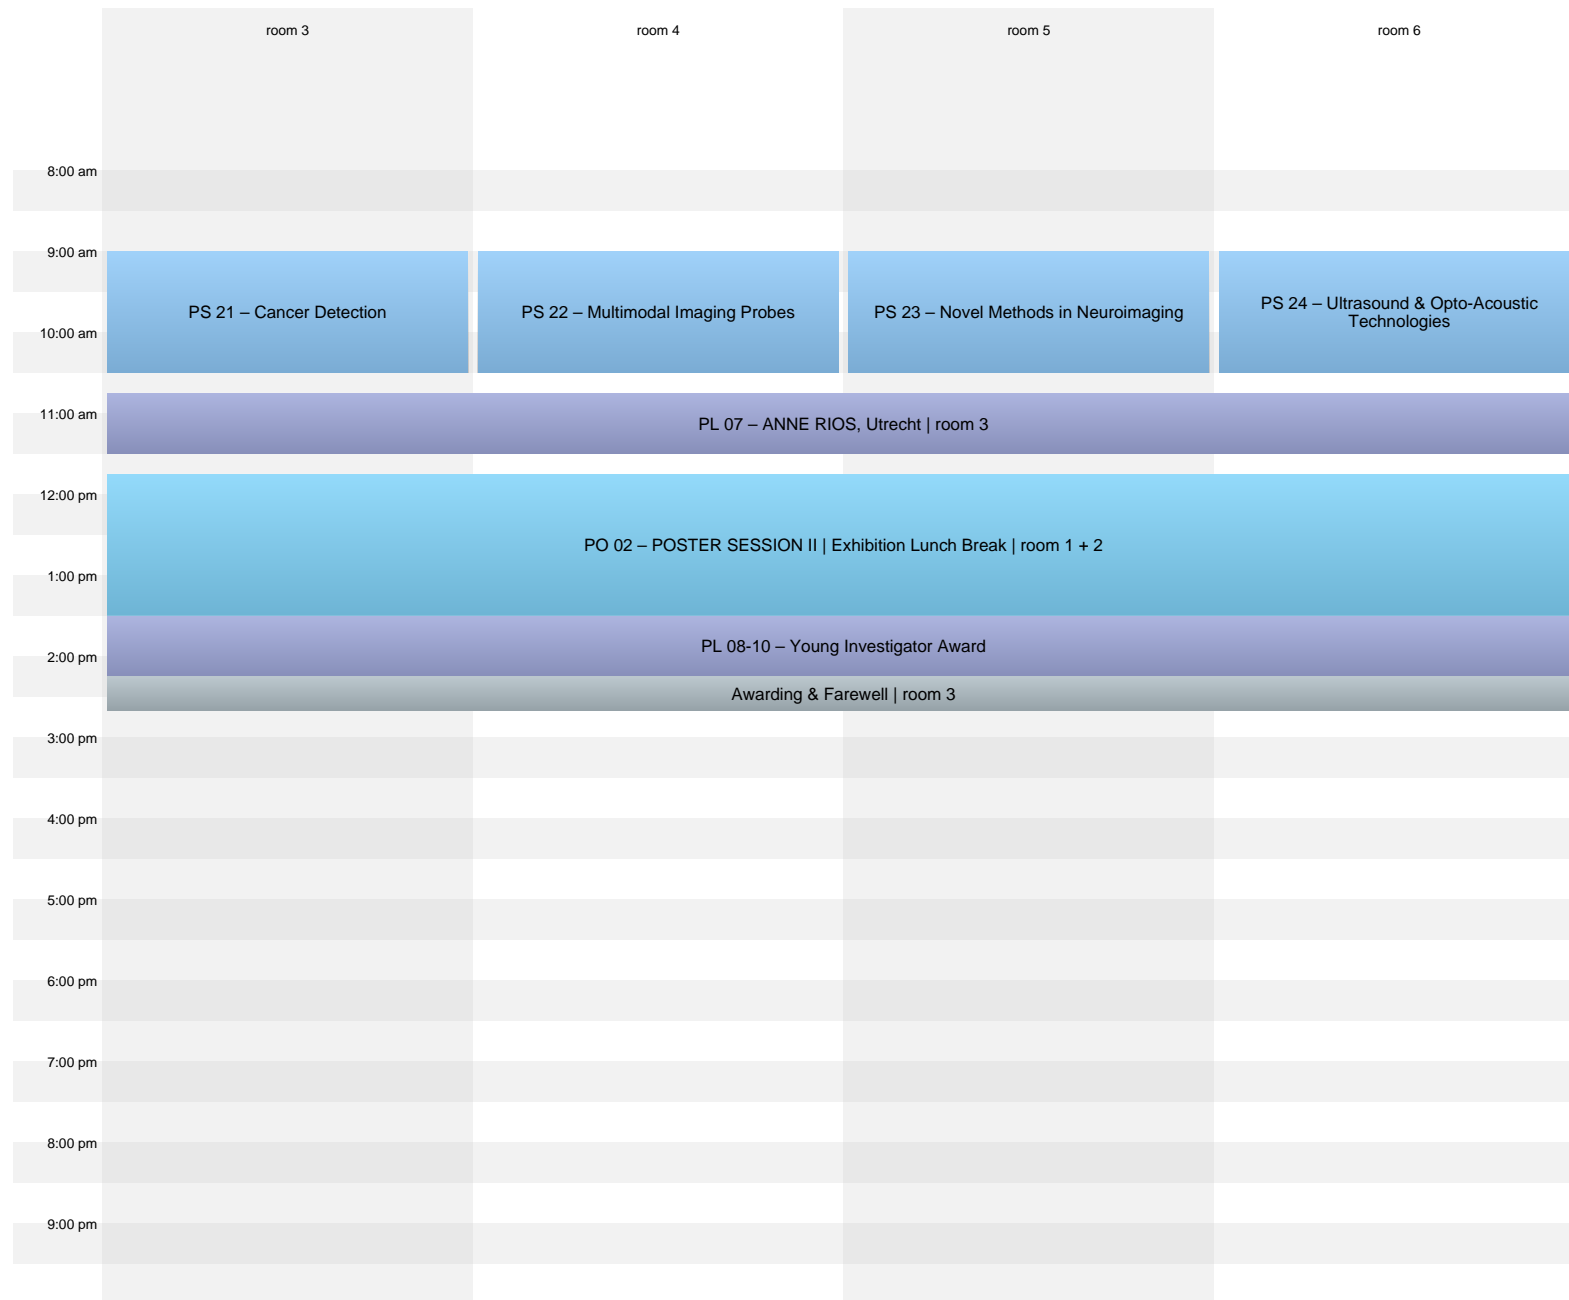 room 3
room 4
room 5
room 6
8:00 am
9:00 am
PS 21 – Cancer Detection
PS 22 – Multimodal Imaging Probes
PS 23 – Novel Methods in Neuroimaging
PS 24 – Ultrasound & Opto-Acoustic
Technologies
10:00 am
11:00 am
PL 07 – ANNE RIOS, Utrecht | room 3
12:00 pm
PO 02 – POSTER SESSION II | Exhibition Lunch Break | room 1 + 2
1:00 pm
PL 08-10 – Young Investigator Award
2:00 pm
Awarding & Farewell | room 3
3:00 pm
4:00 pm
5:00 pm
6:00 pm
7:00 pm
8:00 pm
9:00 pm